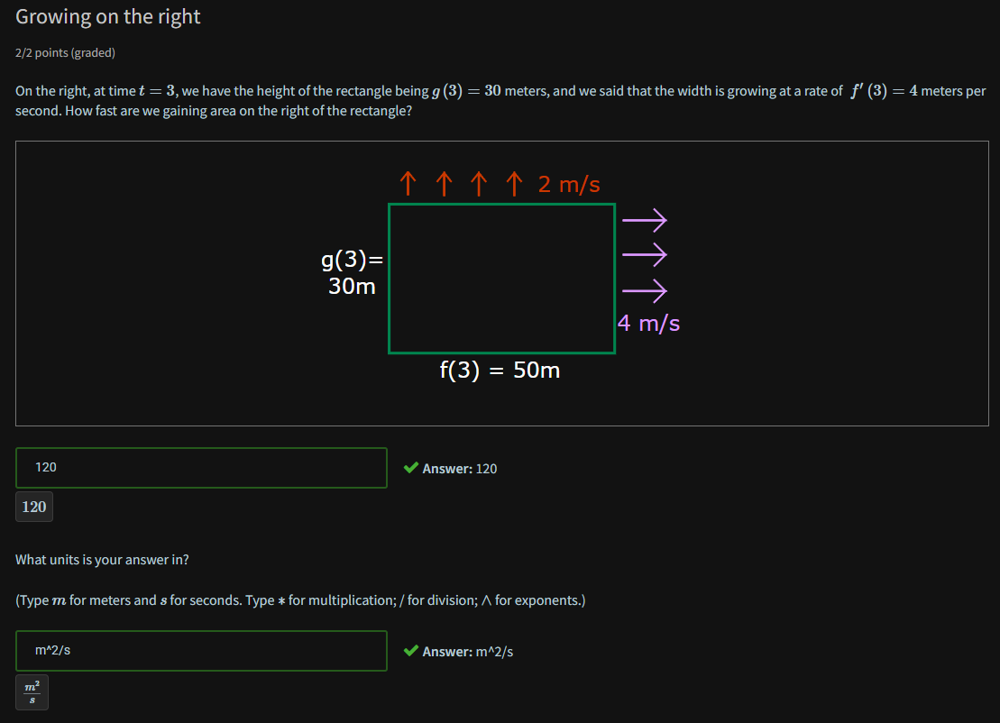 Growing on the right
2/2 points (graded)
On the right, at time t = 3, we have the height of the rectangle being g (3) = 30 meters, and we said that the width is growing at a rate of f′ (3) = 4 meters per
second. How fast are we gaining area on the right of the rectangle?
↑ ↑ ↑ ↑ 2 m/s
g(3)=
30m
4 m/s
f(3) = 50m
120
✔ Answer: 120
120
What units is your answer in?
(Type m for meters and s for seconds. Type * for multiplication; / for division; ∧ for exponents.)
m^2/s
✔ Answer: m^2/s
m²/s